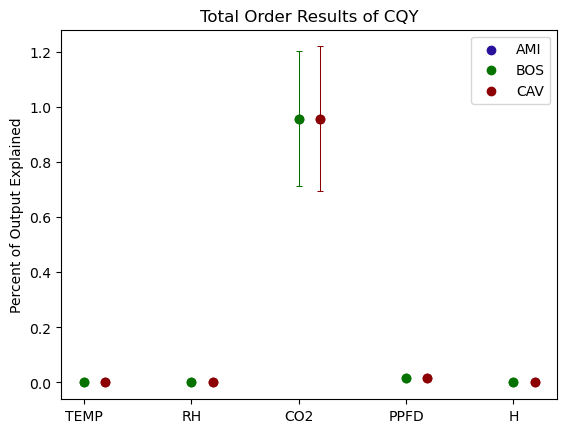 Total Order Results of CQY
Percent of Output Explained
1.2
1.0
0.8
0.6
0.4
0.2
0.0
TEMP RH CO2 PPFD H
AMI
BOS
CAV